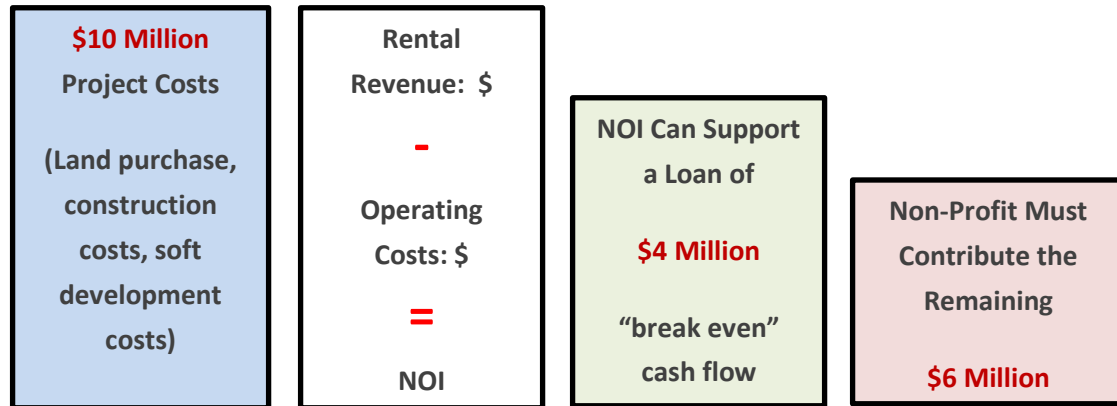 $10 Million
Project Costs
(Land purchase,
construction
costs, soft
development
costs)
Rental
Revenue:  $
-
Operating
Costs: $
=
NOI
NOI Can Support
a Loan of
$4 Million
“break even”
cash flow
Non-Profit Must
Contribute the
Remaining
$6 Million